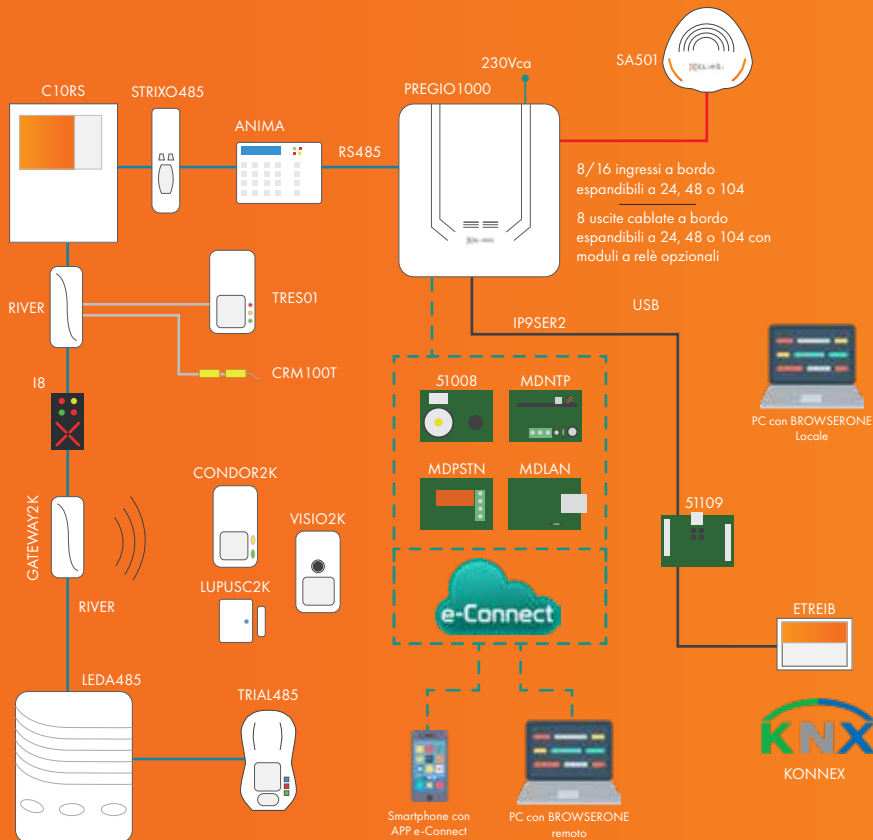 C10RS
STRIXO485
ANIMA
RS485
PREGIO1000
230Vca
SA501
8/16 ingressi a bordo
espandibili a 24, 48 o 104
8 uscite cablate a bordo
espandibili a 24, 48 o 104 con
moduli a relè opzionali
RIVER
TRES01
CRM100T
I8
GATEWAY2K
RIVER
CONDOR2K
VISIO2K
LUPUSC2K
LEDA485
TRIAL485
IP9SER2
USB
51008
MDNTP
MDPSTN
MDLAN
e-Connect
Smartphone con
APP e-Connect
PC con BROWSERONE
remoto
PC con BROWSERONE
Locale
51109
ETREIB
KNX
KONNEX